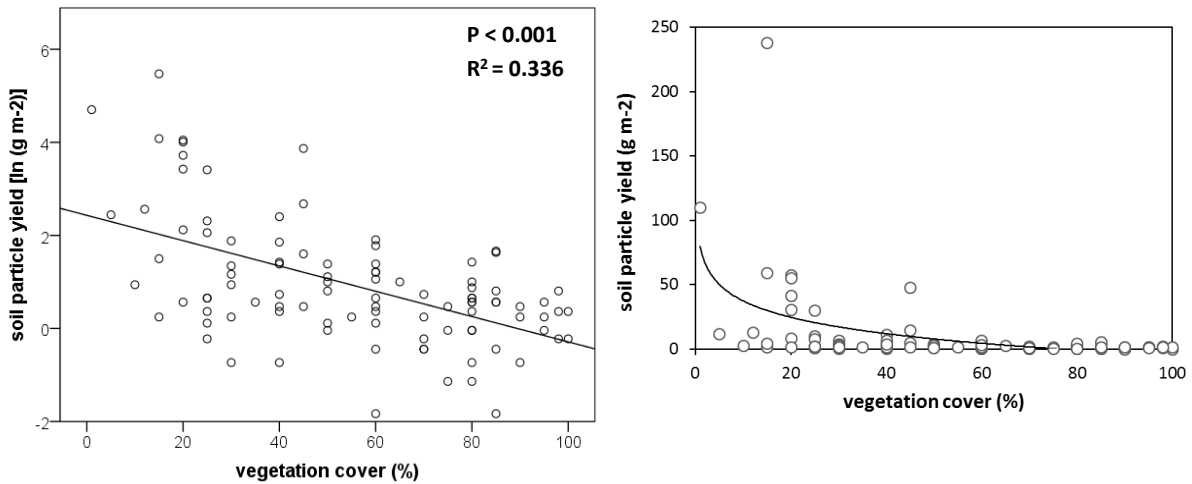 P < 0.001
R² = 0.336
soil particle yield [ln (g m-2)]
6
4
2
0
-2
0 20 40 60 80 100
vegetation cover (%)
soil particle yield (g m-2)
250
200
150
100
50
0
0 20 40 60 80 100
vegetation cover (%)